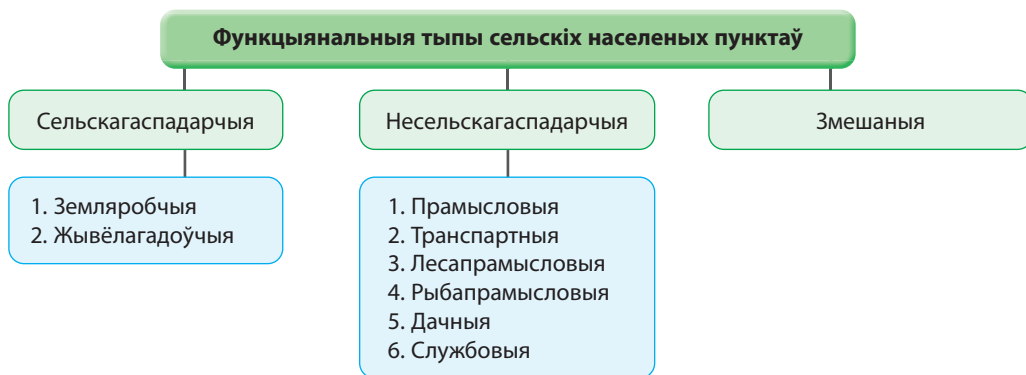 Функцыянальныя тыпы сельскіх населеных пунктаў
Сельскагаспадарчыя
Несельскагаспадарчыя
Змешаныя
1. Земляробчыя
2. Жывёлагадоўчыя
1. Прамысловыя
2. Транспартныя
3. Лесапрамысловыя
4. Рыбапрамысловыя
5. Дачныя
6. Службовыя